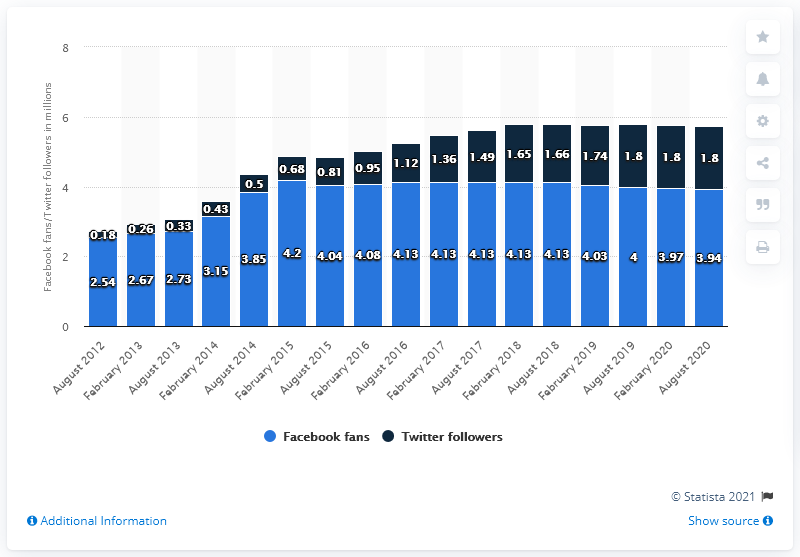 8
6
4
2
0
Facebook fans/Twitter followers in millions
0.18 0.26 0.33 0.43 0.5 0.68 0.81 0.95 1.12 1.36 1.49 1.65 1.66 1.74 1.8 1.8 1.8
2.54 2.67 2.73 3.15 3.85 4.2 4.04 4.08 4.13 4.13 4.13 4.13 4.13 4.03 4 3.97 3.94
August 2012
February 2013
August 2013
February 2014
August 2014
February 2015
August 2015
February 2016
August 2016
February 2017
August 2017
February 2018
August 2018
February 2019
August 2019
February 2020
August 2020
Facebook fans Twitter followers
© Statista 2021
Additional Information Show source